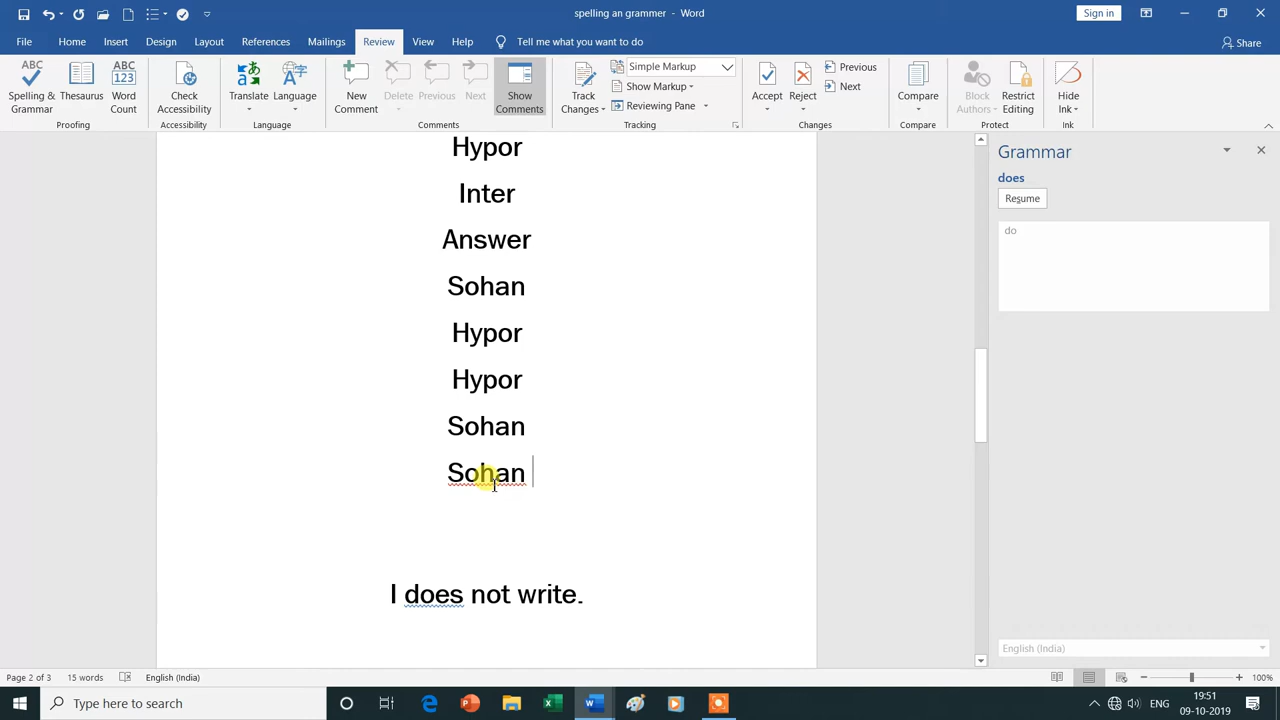 spelling an grammer - Word
Sign in
File Home Insert Design Layout References Mailings Review View Help Tell me what you want to do Share
Spelling & Grammar Thesaurus Word Count Check Accessibility Translate Language New Comment Delete Previous Next Show Comments Track Changes Simple Markup Show Markup Reviewing Pane Accept Reject Previous Next Compare Block Authors Restrict Editing Hide Ink
Proofing Accessibility Language Comments Tracking Changes Compare Protect Ink
Hypor
Inter
Answer
Sohan
Hypor
Hypor
Sohan
Sohan
I does not write.
Grammar
does
Resume
do
English (India)
Page 2 of 3 15 words English (India) 100%
Type here to search
ENG
19:51
09-10-2019